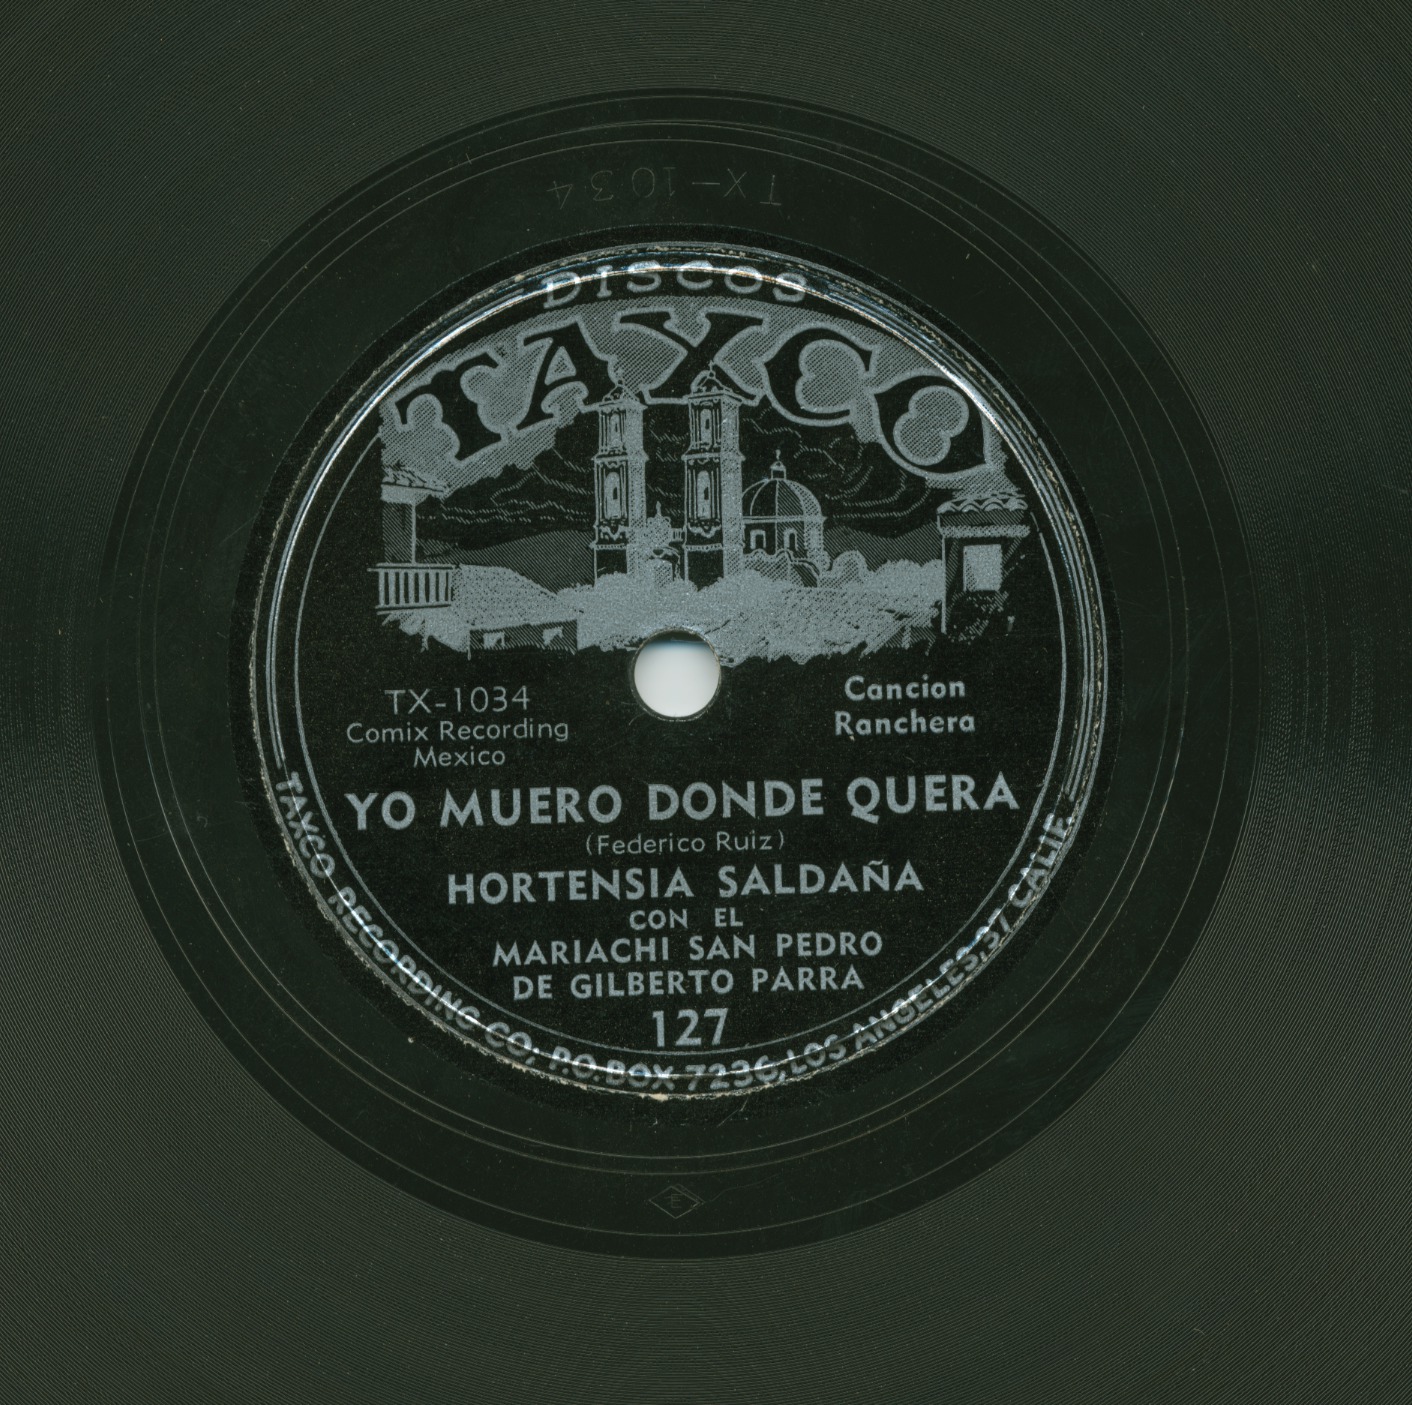 TX-1034
DISCOS
TAXCO
TX-1034
Comix Recording
Mexico
Cancion
Ranchera
YO MUERO DONDE QUERA
(Federico Ruiz)
HORTENSIA SALDAÑA
CON EL
MARIACHI SAN PEDRO
DE GILBERTO PARRA
127
TAXCO RECORDING CO; P.O. BOX 7236, LOS ANGELES, 37, CALIF.